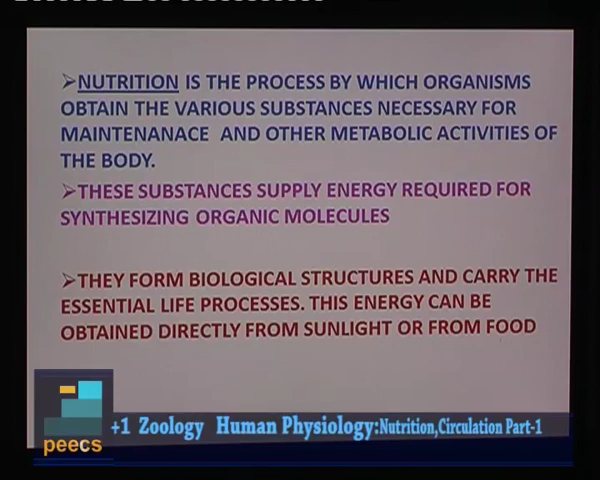 ➢NUTRITION IS THE PROCESS BY WHICH ORGANISMS
OBTAIN THE VARIOUS SUBSTANCES NECESSARY FOR
MAINTENANACE AND OTHER METABOLIC ACTIVITIES OF
THE BODY.
➢THESE SUBSTANCES SUPPLY ENERGY REQUIRED FOR
SYNTHESIZING ORGANIC MOLECULES
➢THEY FORM BIOLOGICAL STRUCTURES AND CARRY THE
ESSENTIAL LIFE PROCESSES. THIS ENERGY CAN BE
OBTAINED DIRECTLY FROM SUNLIGHT OR FROM FOOD
+1 Zoology Human Physiology:Nutrition,Circulation Part-1
peecs